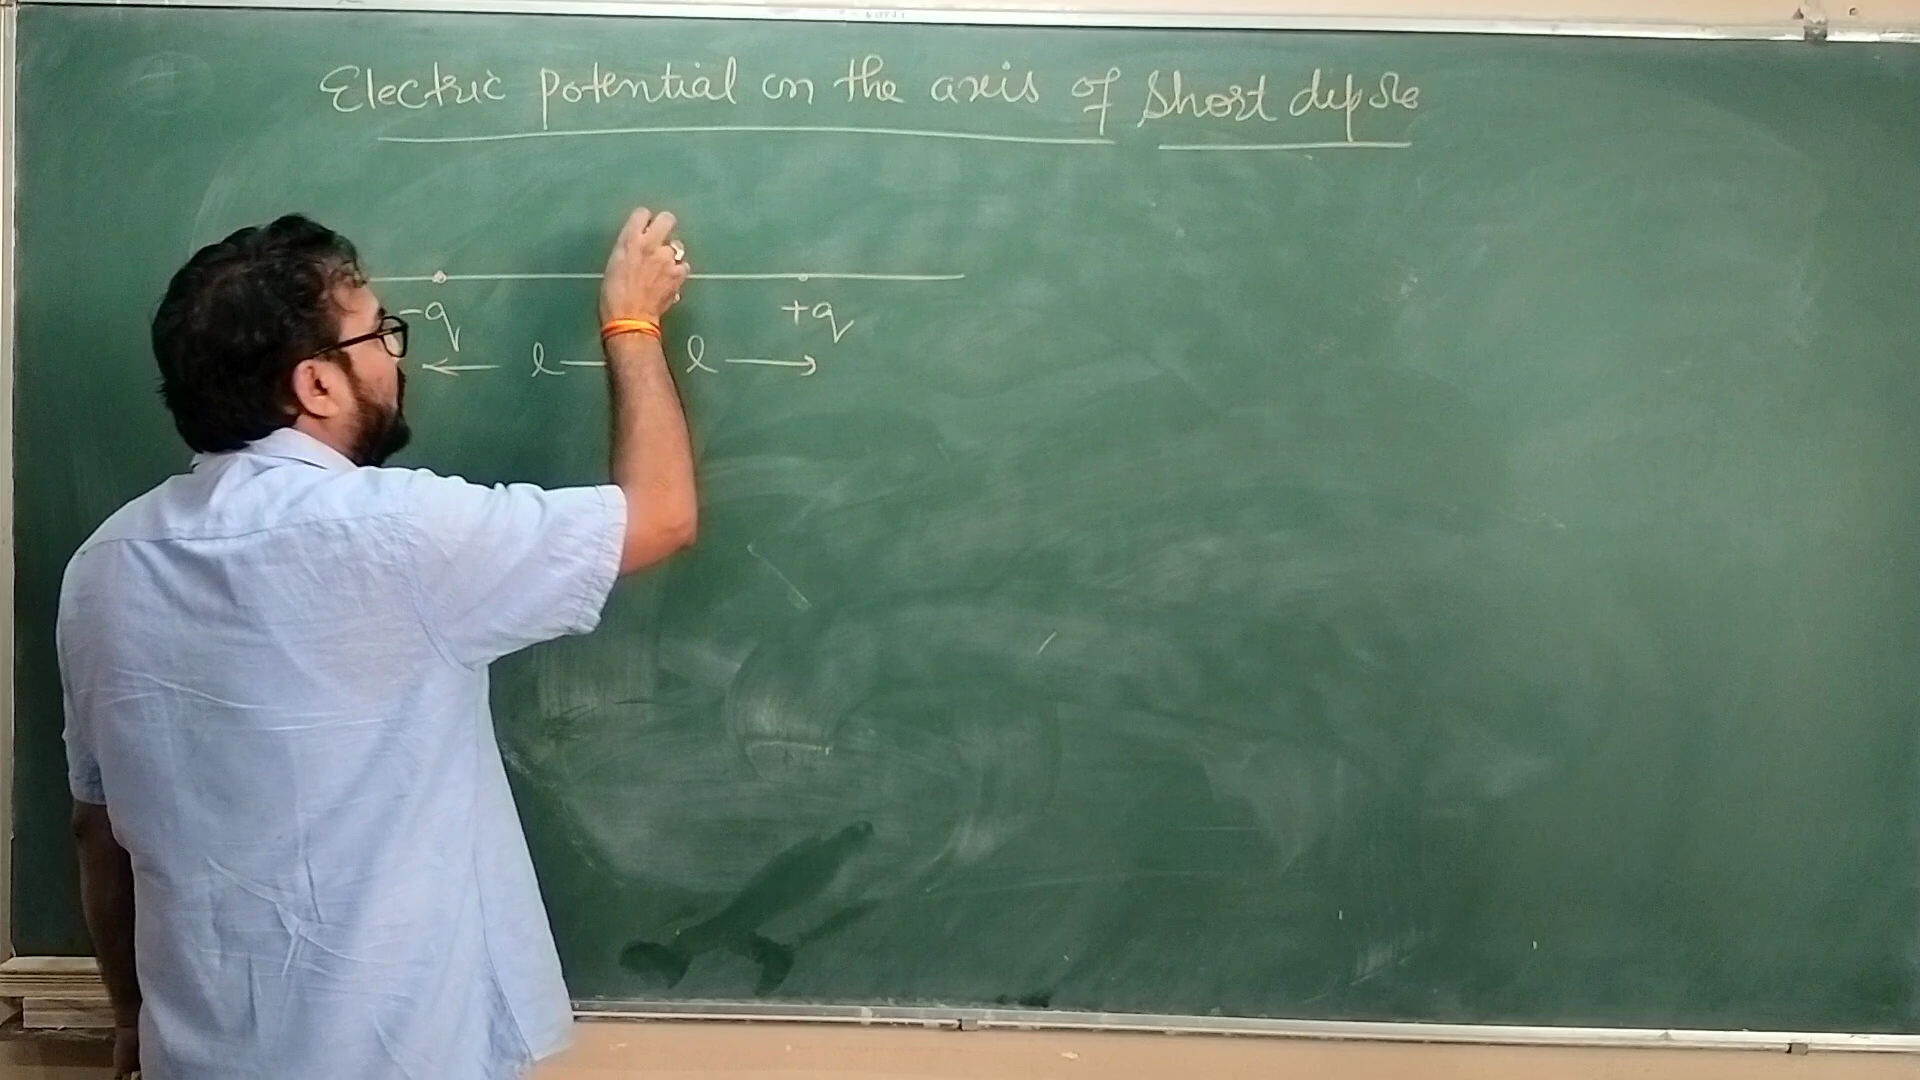 Electric potential on the axis of short dipole
-q +q
l l